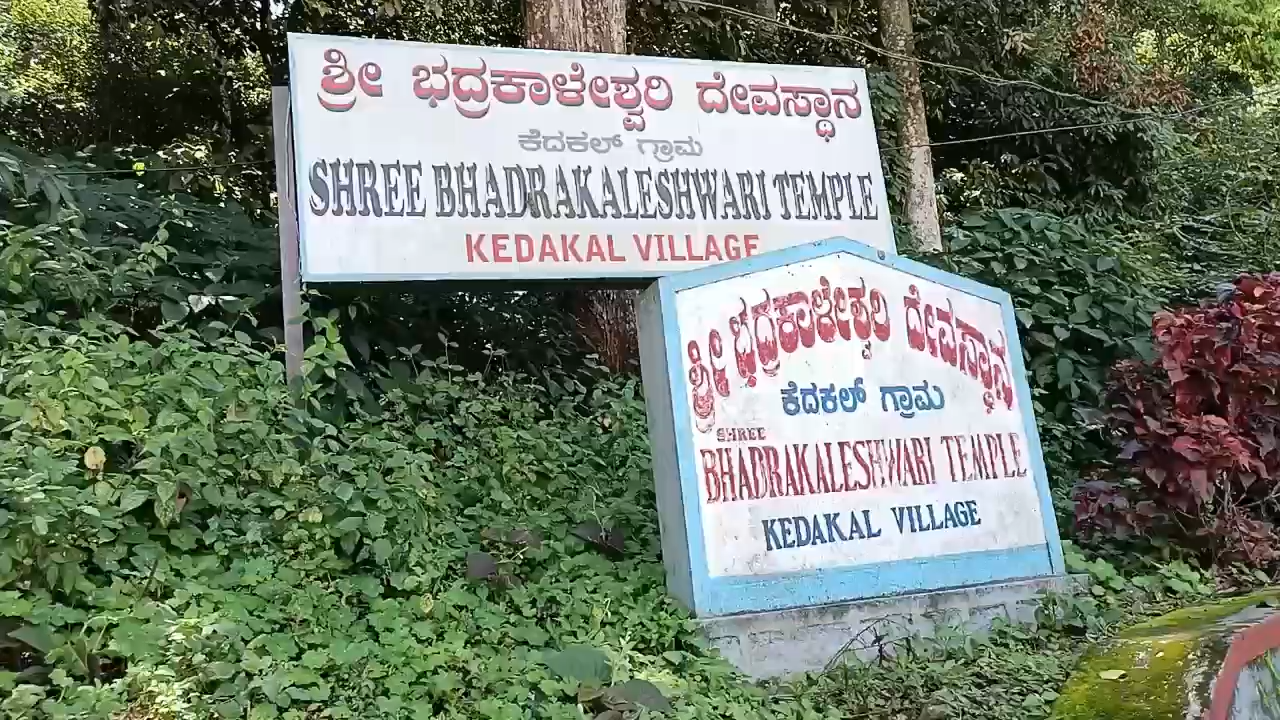 ಶ್ರೀ ಭದ್ರಕಾಳೇಶ್ವರಿ ದೇವಸ್ಥಾನ
ಕೆದಕಲ್ ಗ್ರಾಮ
SHREE BHADRAKALESHWARI TEMPLE
KEDAKAL VILLAGE
ಶ್ರೀ ಭದ್ರಕಾಳೇಶ್ವರಿ ದೇವಸ್ಥಾನ
ಕೆದಕಲ್ ಗ್ರಾಮ
SHREE
BHADRAKALESHWARI TEMPLE
KEDAKAL VILLAGE